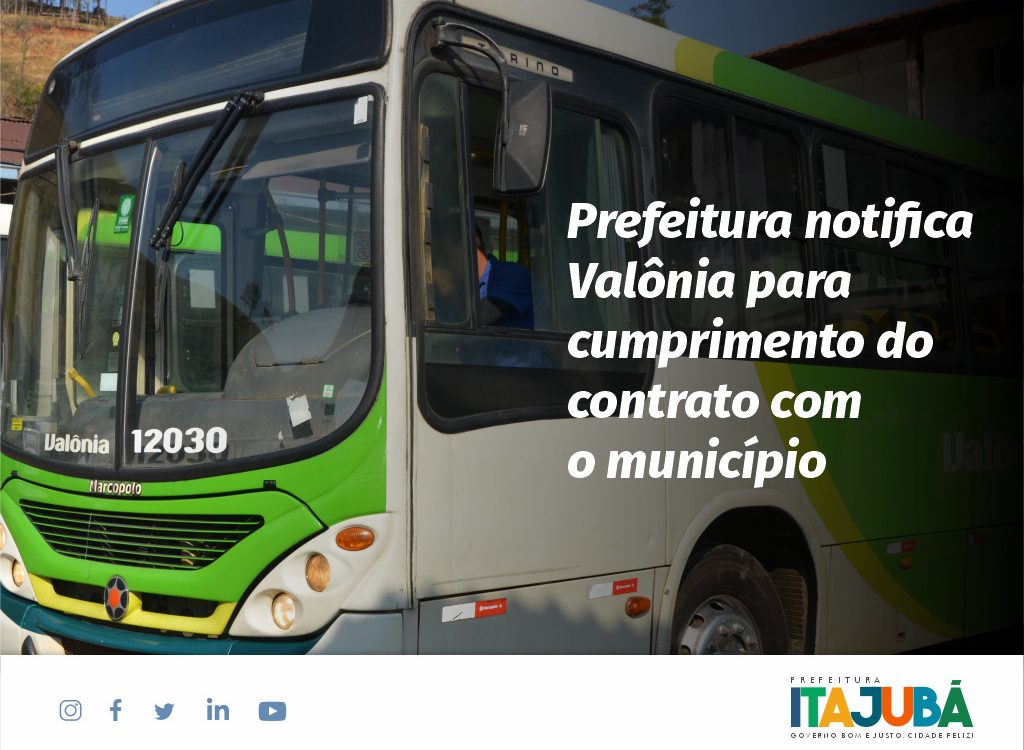 TORINO
Prefeitura notifica
Valônia para
cumprimento do
contrato com
o município
Valônia 12030
Marcopolo
Valô
PREFEITURA
ITAJUBÁ
GOVERNO BOM E JUSTO, CIDADE FELIZ!